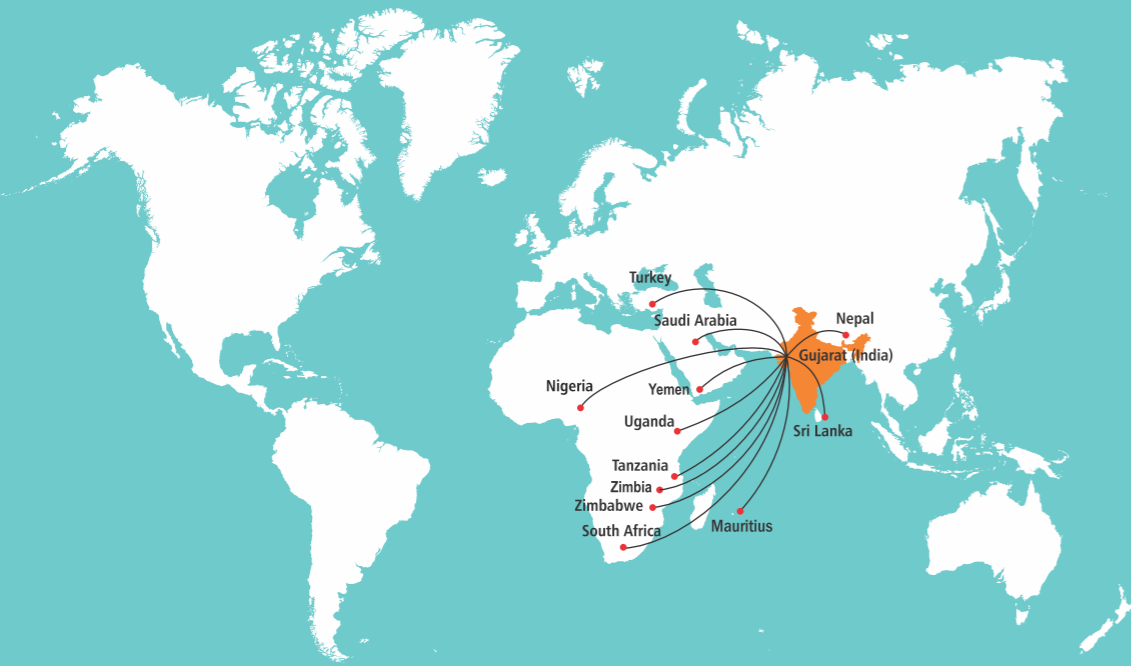 Turkey
Saudi Arabia
Nepal
Gujarat (India)
Nigeria
Yemen
Uganda
Sri Lanka
Tanzania
Zimbia
Zimbabwe
Mauritius
South Africa